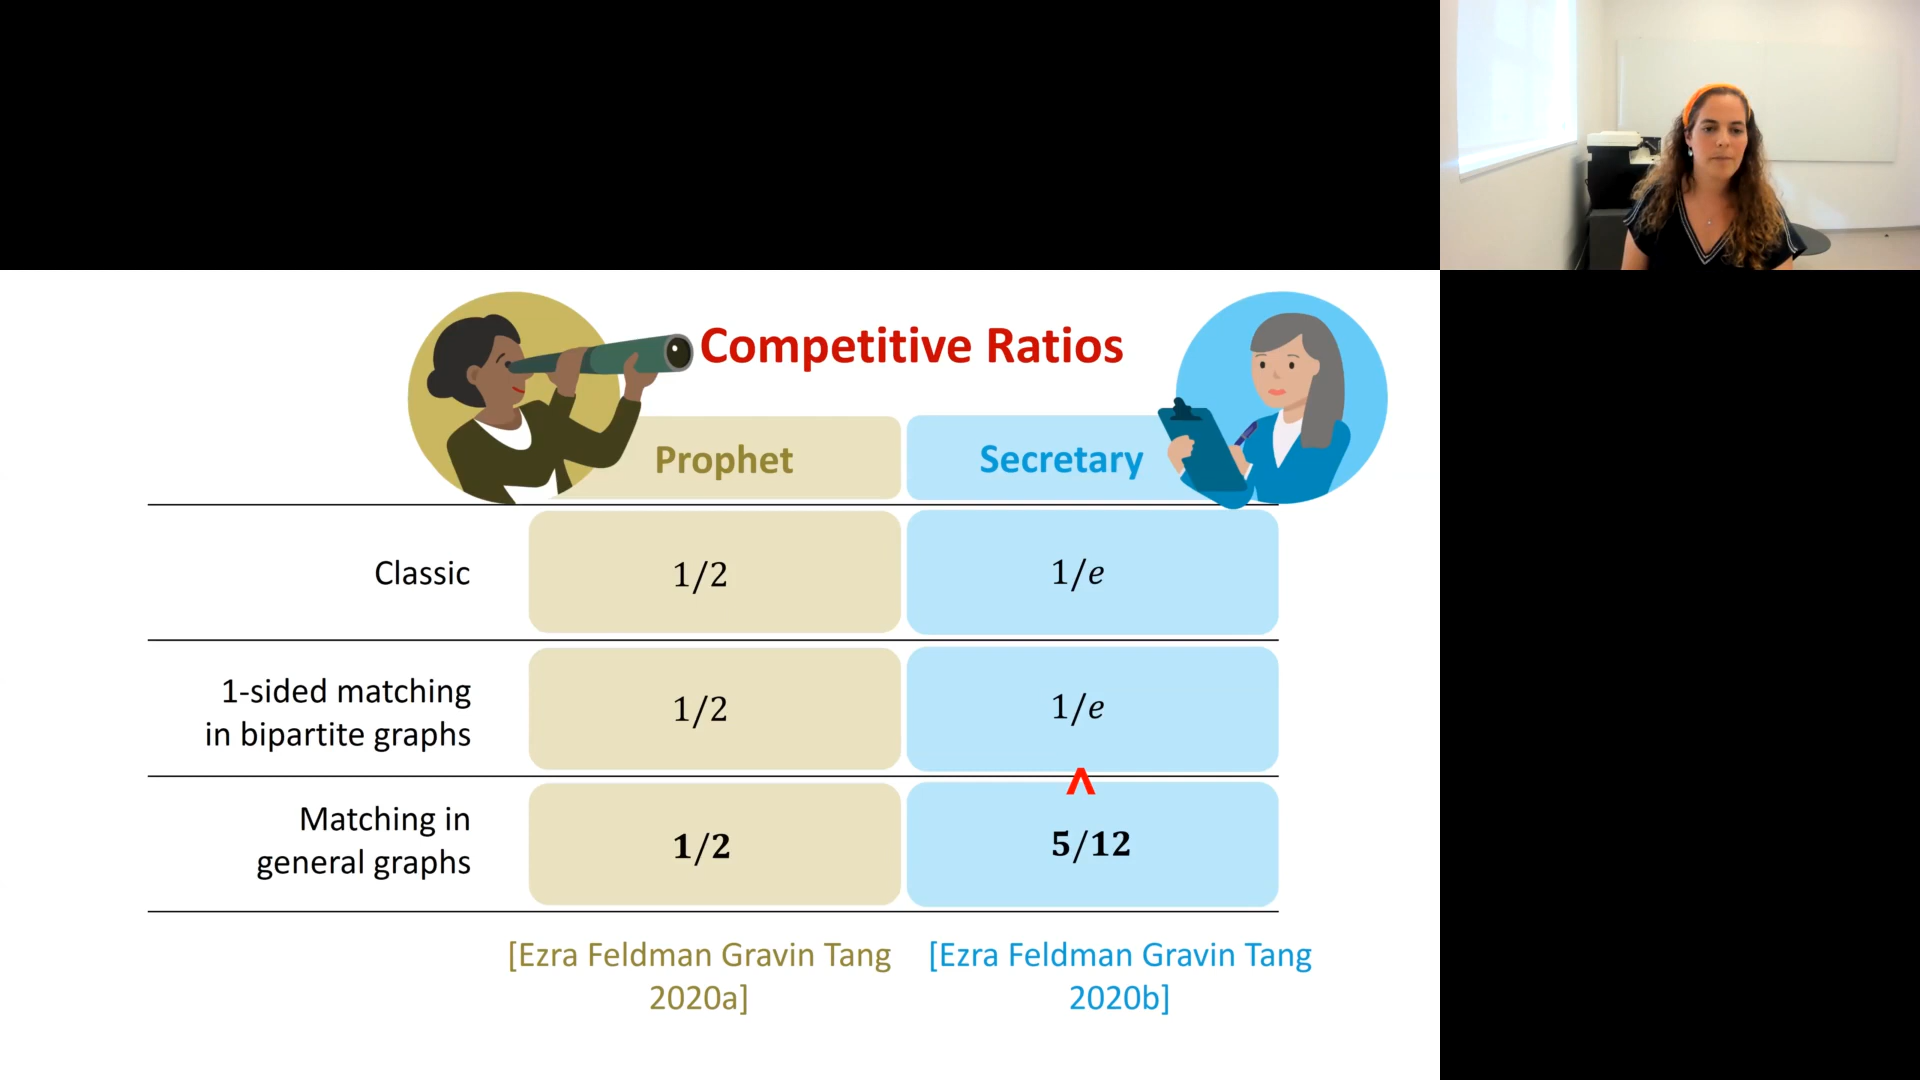 Competitive Ratios
Prophet
Secretary
Classic
1/2
1/e
1-sided matching
in bipartite graphs
1/2
1/e
^
Matching in
general graphs
1/2
5/12
[Ezra Feldman Gravin Tang
2020a]
[Ezra Feldman Gravin Tang
2020b]